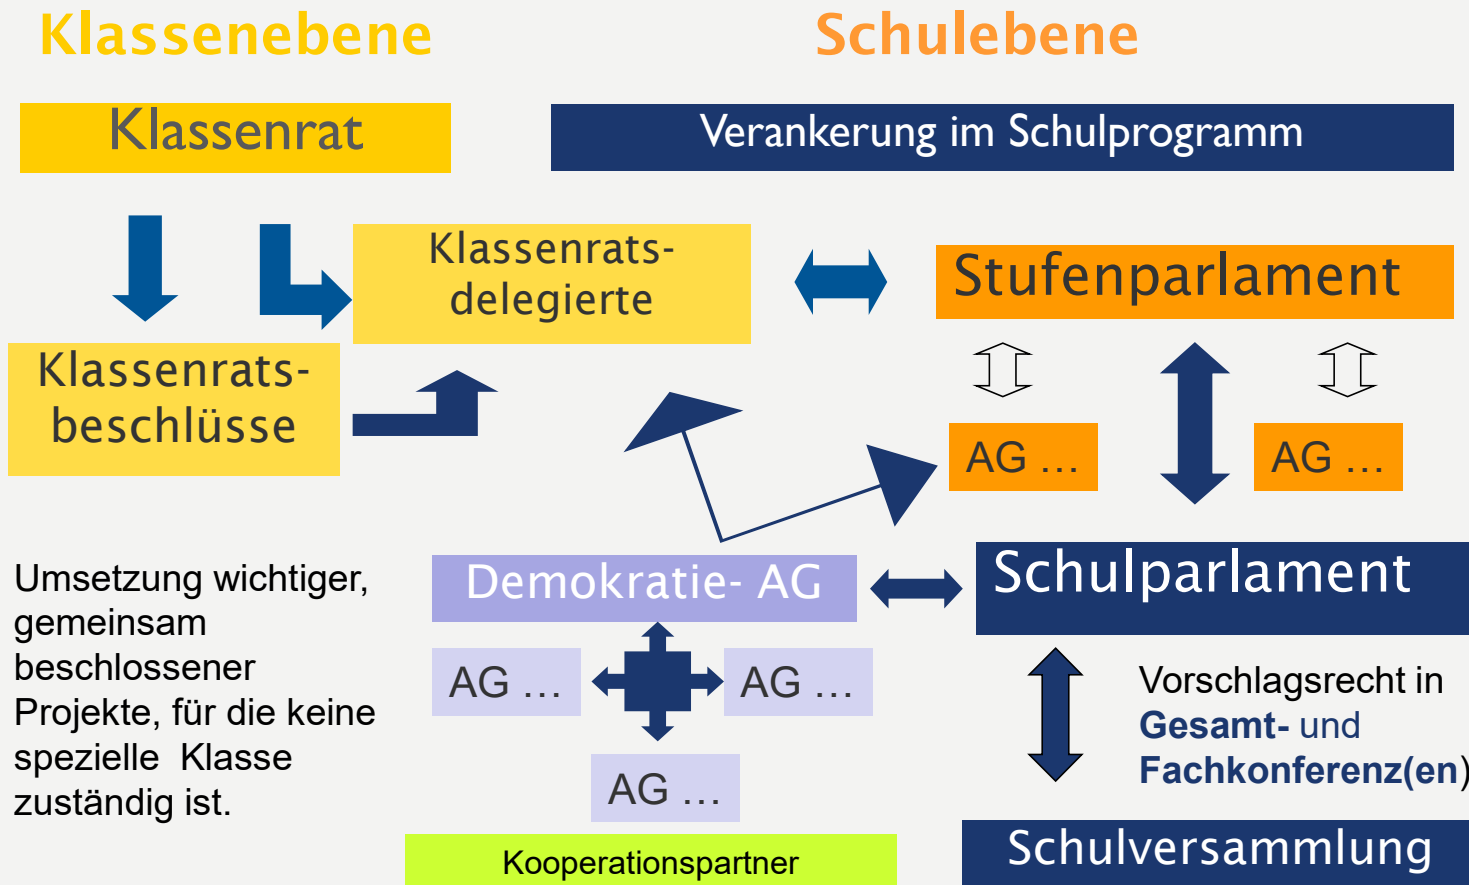 Klassenebene
Schulebene
Klassenrat
Verankerung im Schulprogramm
Klassenrats-
delegierte
Stufenparlament
Klassenrats-
beschlüsse
AG ...
AG ...
Umsetzung wichtiger,
gemeinsam
beschlossener
Projekte, für die keine
spezielle Klasse
zuständig ist.
Demokratie- AG
Schulparlament
AG ...
AG ...
AG ...
Vorschlagsrecht in
Gesamt- und
Fachkonferenz(en)
Kooperationspartner
Schulversammlung